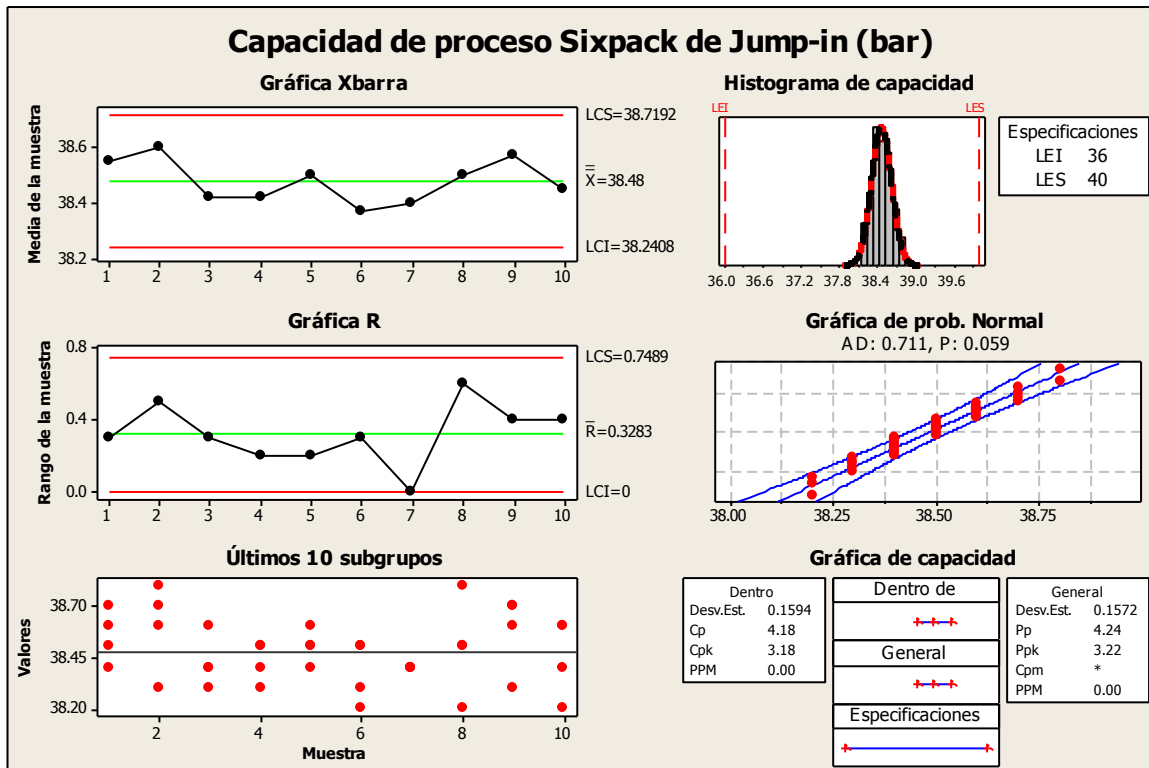 Capacidad de proceso Sixpack de Jump-in (bar)
Gráfica Xbarra
Media de la muestra
38.6
38.4
38.2
1 2 3 4 5 6 7 8 9 10
LCS=38.7192
X=38.48
LCI=38.2408
Gráfica R
Rango de la muestra
0.8
0.4
0.0
1 2 3 4 5 6 7 8 9 10
LCS=0.7489
R=0.3283
LCI=0
Últimos 10 subgrupos
Valores
38.70
38.45
38.20
2 4 6 8 10
Muestra
Histograma de capacidad
LEI LES
36.0 36.6 37.2 37.8 38.4 39.0 39.6
Especificaciones
LEI 36
LES 40
Gráfica de prob. Normal
AD: 0.711, P: 0.059
38.00 38.25 38.50 38.75
Gráfica de capacidad
Dentro
Desv.Est. 0.1594
Cp 4.18
Cpk 3.18
PPM 0.00
Dentro de
General
Especificaciones
General
Desv.Est. 0.1572
Pp 4.24
Ppk 3.22
Cpm *
PPM 0.00